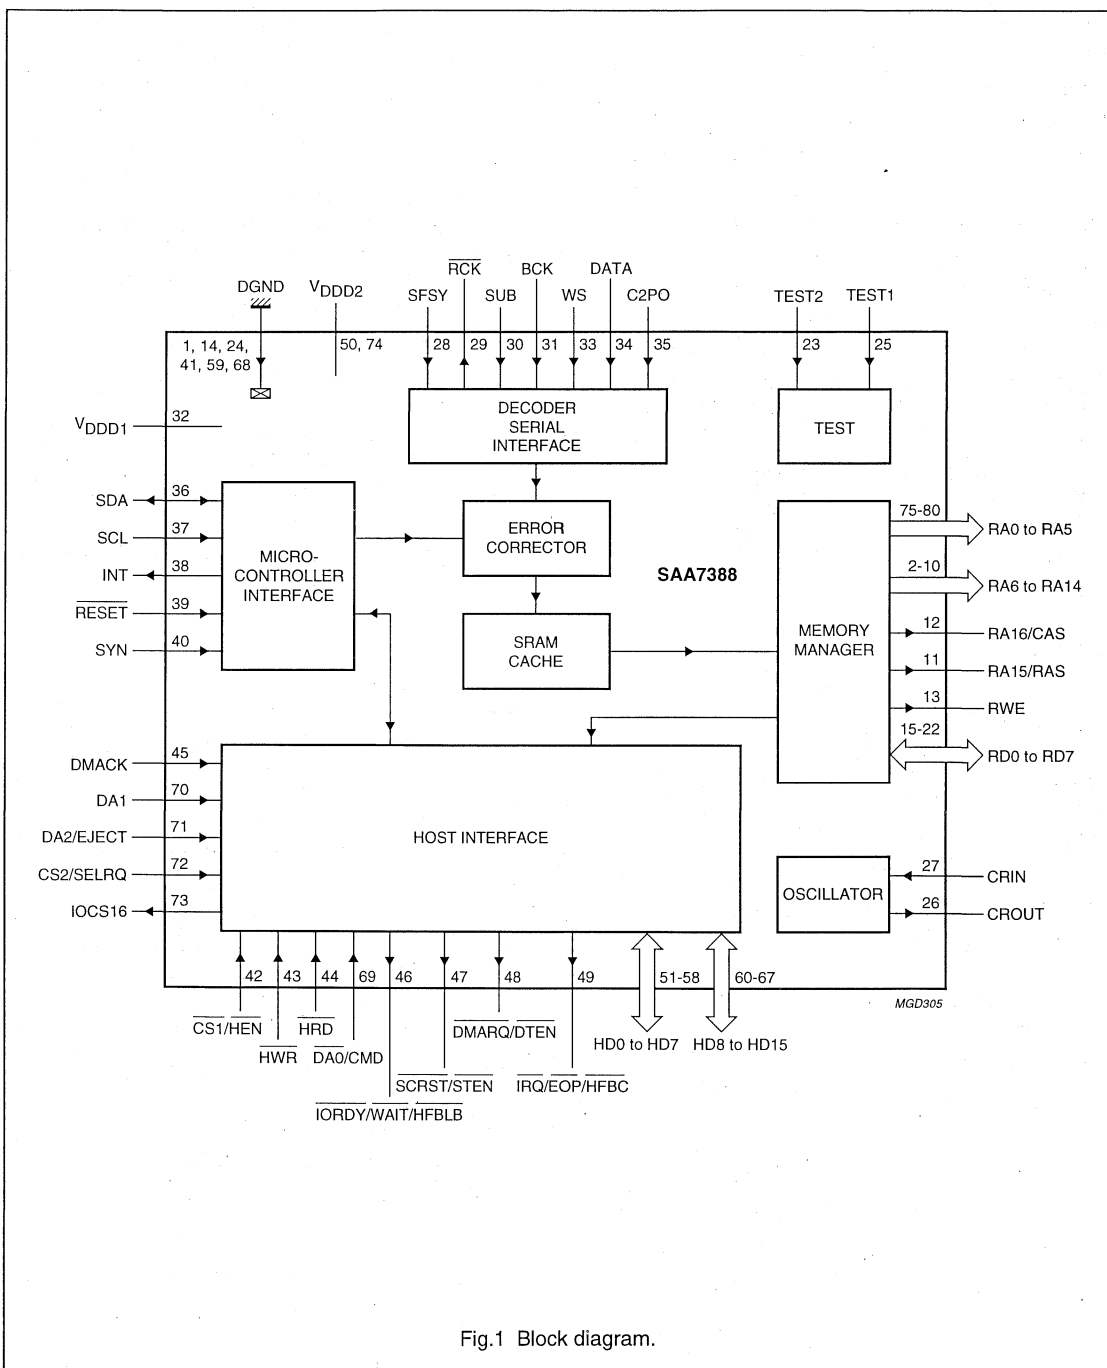 RCK
BCK
DATA
DGND
VDDD2
SFSY
SUB
WS
C2PO
TEST2
TEST1
1, 14, 24,
41, 59, 68
50, 74
28
29
30
31
33
34
35
23
25
VDDD1
32
DECODER
SERIAL
INTERFACE
TEST
SDA
36
SCL
37
INT
38
RESET
39
SYN
40
MICRO-
CONTROLLER
INTERFACE
ERROR
CORRECTOR
SAA7388
SRAM
CACHE
MEMORY
MANAGER
75-80
RA0 to RA5
2-10
RA6 to RA14
12
RA16/CAS
11
RA15/RAS
13
RWE
15-22
RD0 to RD7
DMACK
45
DA1
70
DA2/EJECT
71
CS2/SELRQ
72
IOCS16
73
HOST INTERFACE
OSCILLATOR
27
CRIN
26
CROUT
42
43
44
69
46
47
48
49
51-58
60-67
MGD305
CS1/HEN
HRD
DMARQ/DTEN
HD0 to HD7
HD8 to HD15
HWR
DA0/CMD
SCRST/STEN
IRQ/EOP/HFBC
IORDY/WAIT/HFBLB
Fig.1 Block diagram.